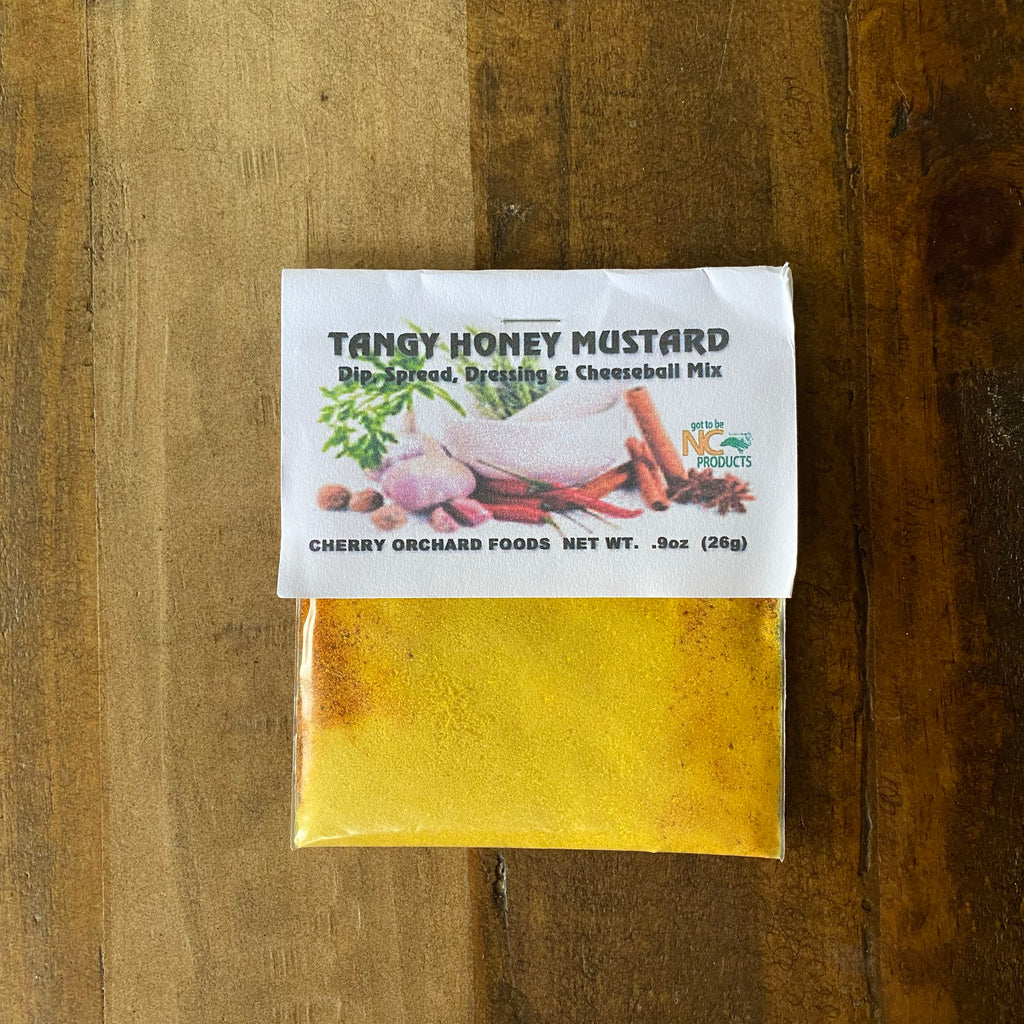 TANGY HONEY MUSTARD
Dip, Spread, Dressing & Cheeseball Mix
got to be
NC
PRODUCTS
CHERRY ORCHARD FOODS NET WT. .9oz (26g)